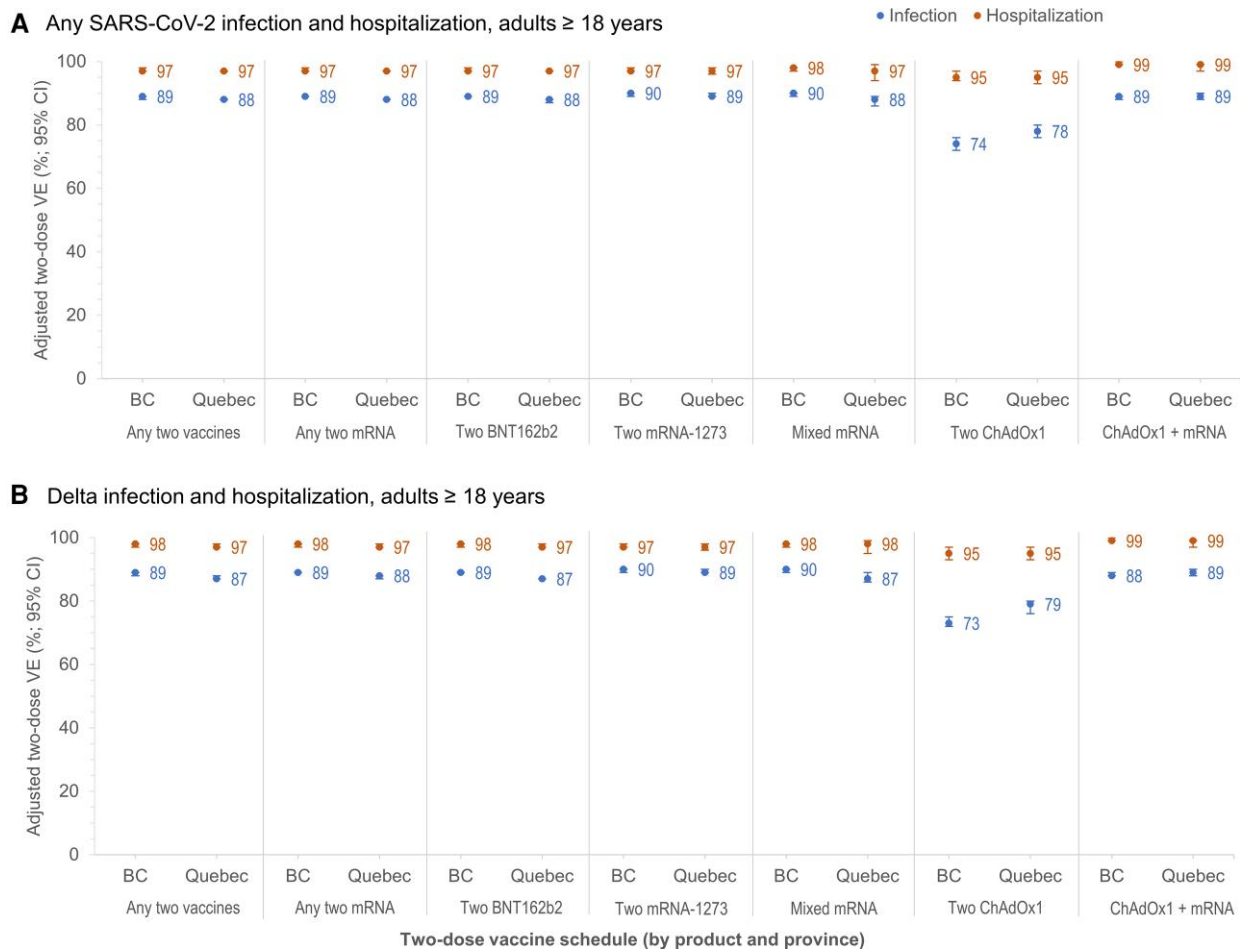 A Any SARS-CoV-2 infection and hospitalization, adults ≥ 18 years
Infection Hospitalization
Adjusted two-dose VE (%; 95% CI)
100
80
60
40
20
0
97 97 97 97 97 97 97 97 98 97 95 95 99 99
89 88 89 88 89 88 90 89 90 88 74 78 89 89
BC Quebec BC Quebec BC Quebec BC Quebec BC Quebec BC Quebec BC Quebec
Any two vaccines Any two mRNA Two BNT162b2 Two mRNA-1273 Mixed mRNA Two ChAdOx1 ChAdOx1 + mRNA
B Delta infection and hospitalization, adults ≥ 18 years
Adjusted two-dose VE (%; 95% CI)
100
80
60
40
20
0
98 97 98 97 98 97 97 97 98 98 95 95 99 99
89 87 89 88 89 87 90 89 90 87 73 79 88 89
BC Quebec BC Quebec BC Quebec BC Quebec BC Quebec BC Quebec BC Quebec
Any two vaccines Any two mRNA Two BNT162b2 Two mRNA-1273 Mixed mRNA Two ChAdOx1 ChAdOx1 + mRNA
Two-dose vaccine schedule (by product and province)